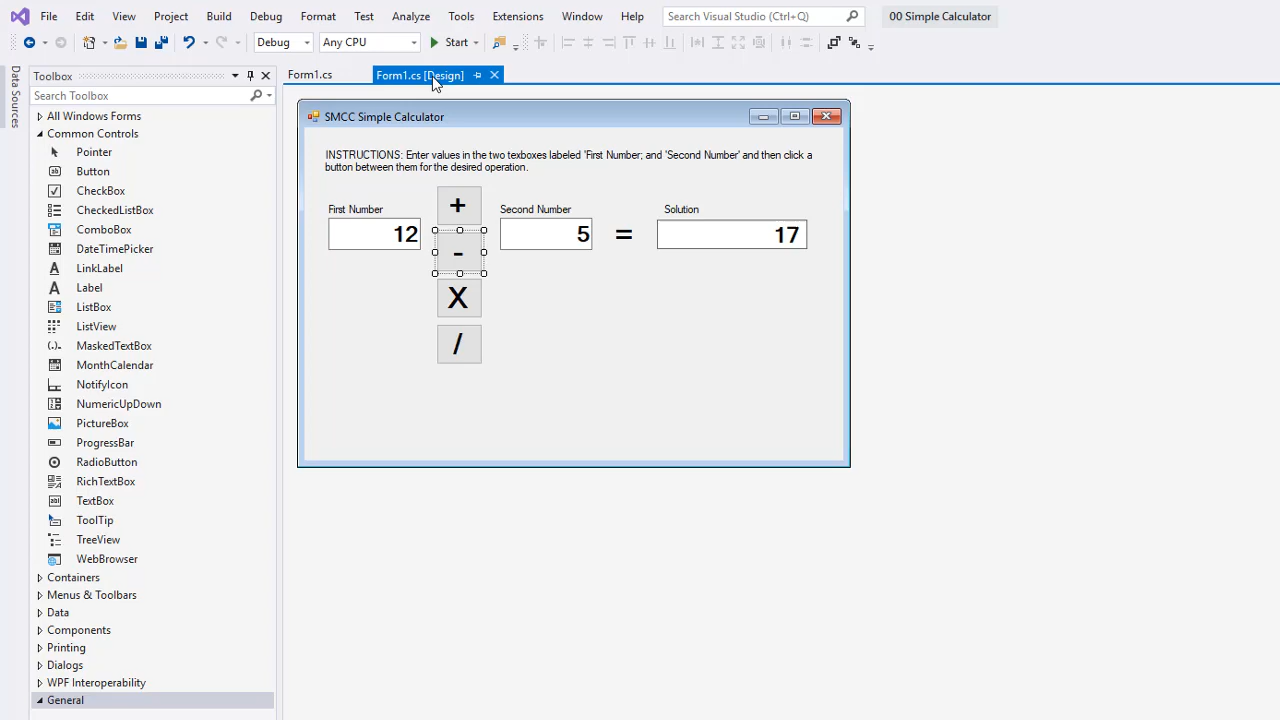 File Edit View Project Build Debug Format Test Analyze Tools Extensions Window Help Search Visual Studio (Ctrl+Q) 00 Simple Calculator
Debug Any CPU Start
Data Sources
Toolbox
Search Toolbox
All Windows Forms
Common Controls
Pointer
Button
CheckBox
CheckedListBox
ComboBox
DateTimePicker
LinkLabel
Label
ListBox
ListView
MaskedTextBox
MonthCalendar
NotifyIcon
NumericUpDown
PictureBox
ProgressBar
RadioButton
RichTextBox
TextBox
ToolTip
TreeView
WebBrowser
Containers
Menus & Toolbars
Data
Components
Printing
Dialogs
WPF Interoperability
General
Form1.cs Form1.cs [Design]
SMCC Simple Calculator
INSTRUCTIONS: Enter values in the two texboxes labeled 'First Number; and 'Second Number' and then click a
button between them for the desired operation.
First Number + Second Number Solution
12 - 5 = 17
X
/